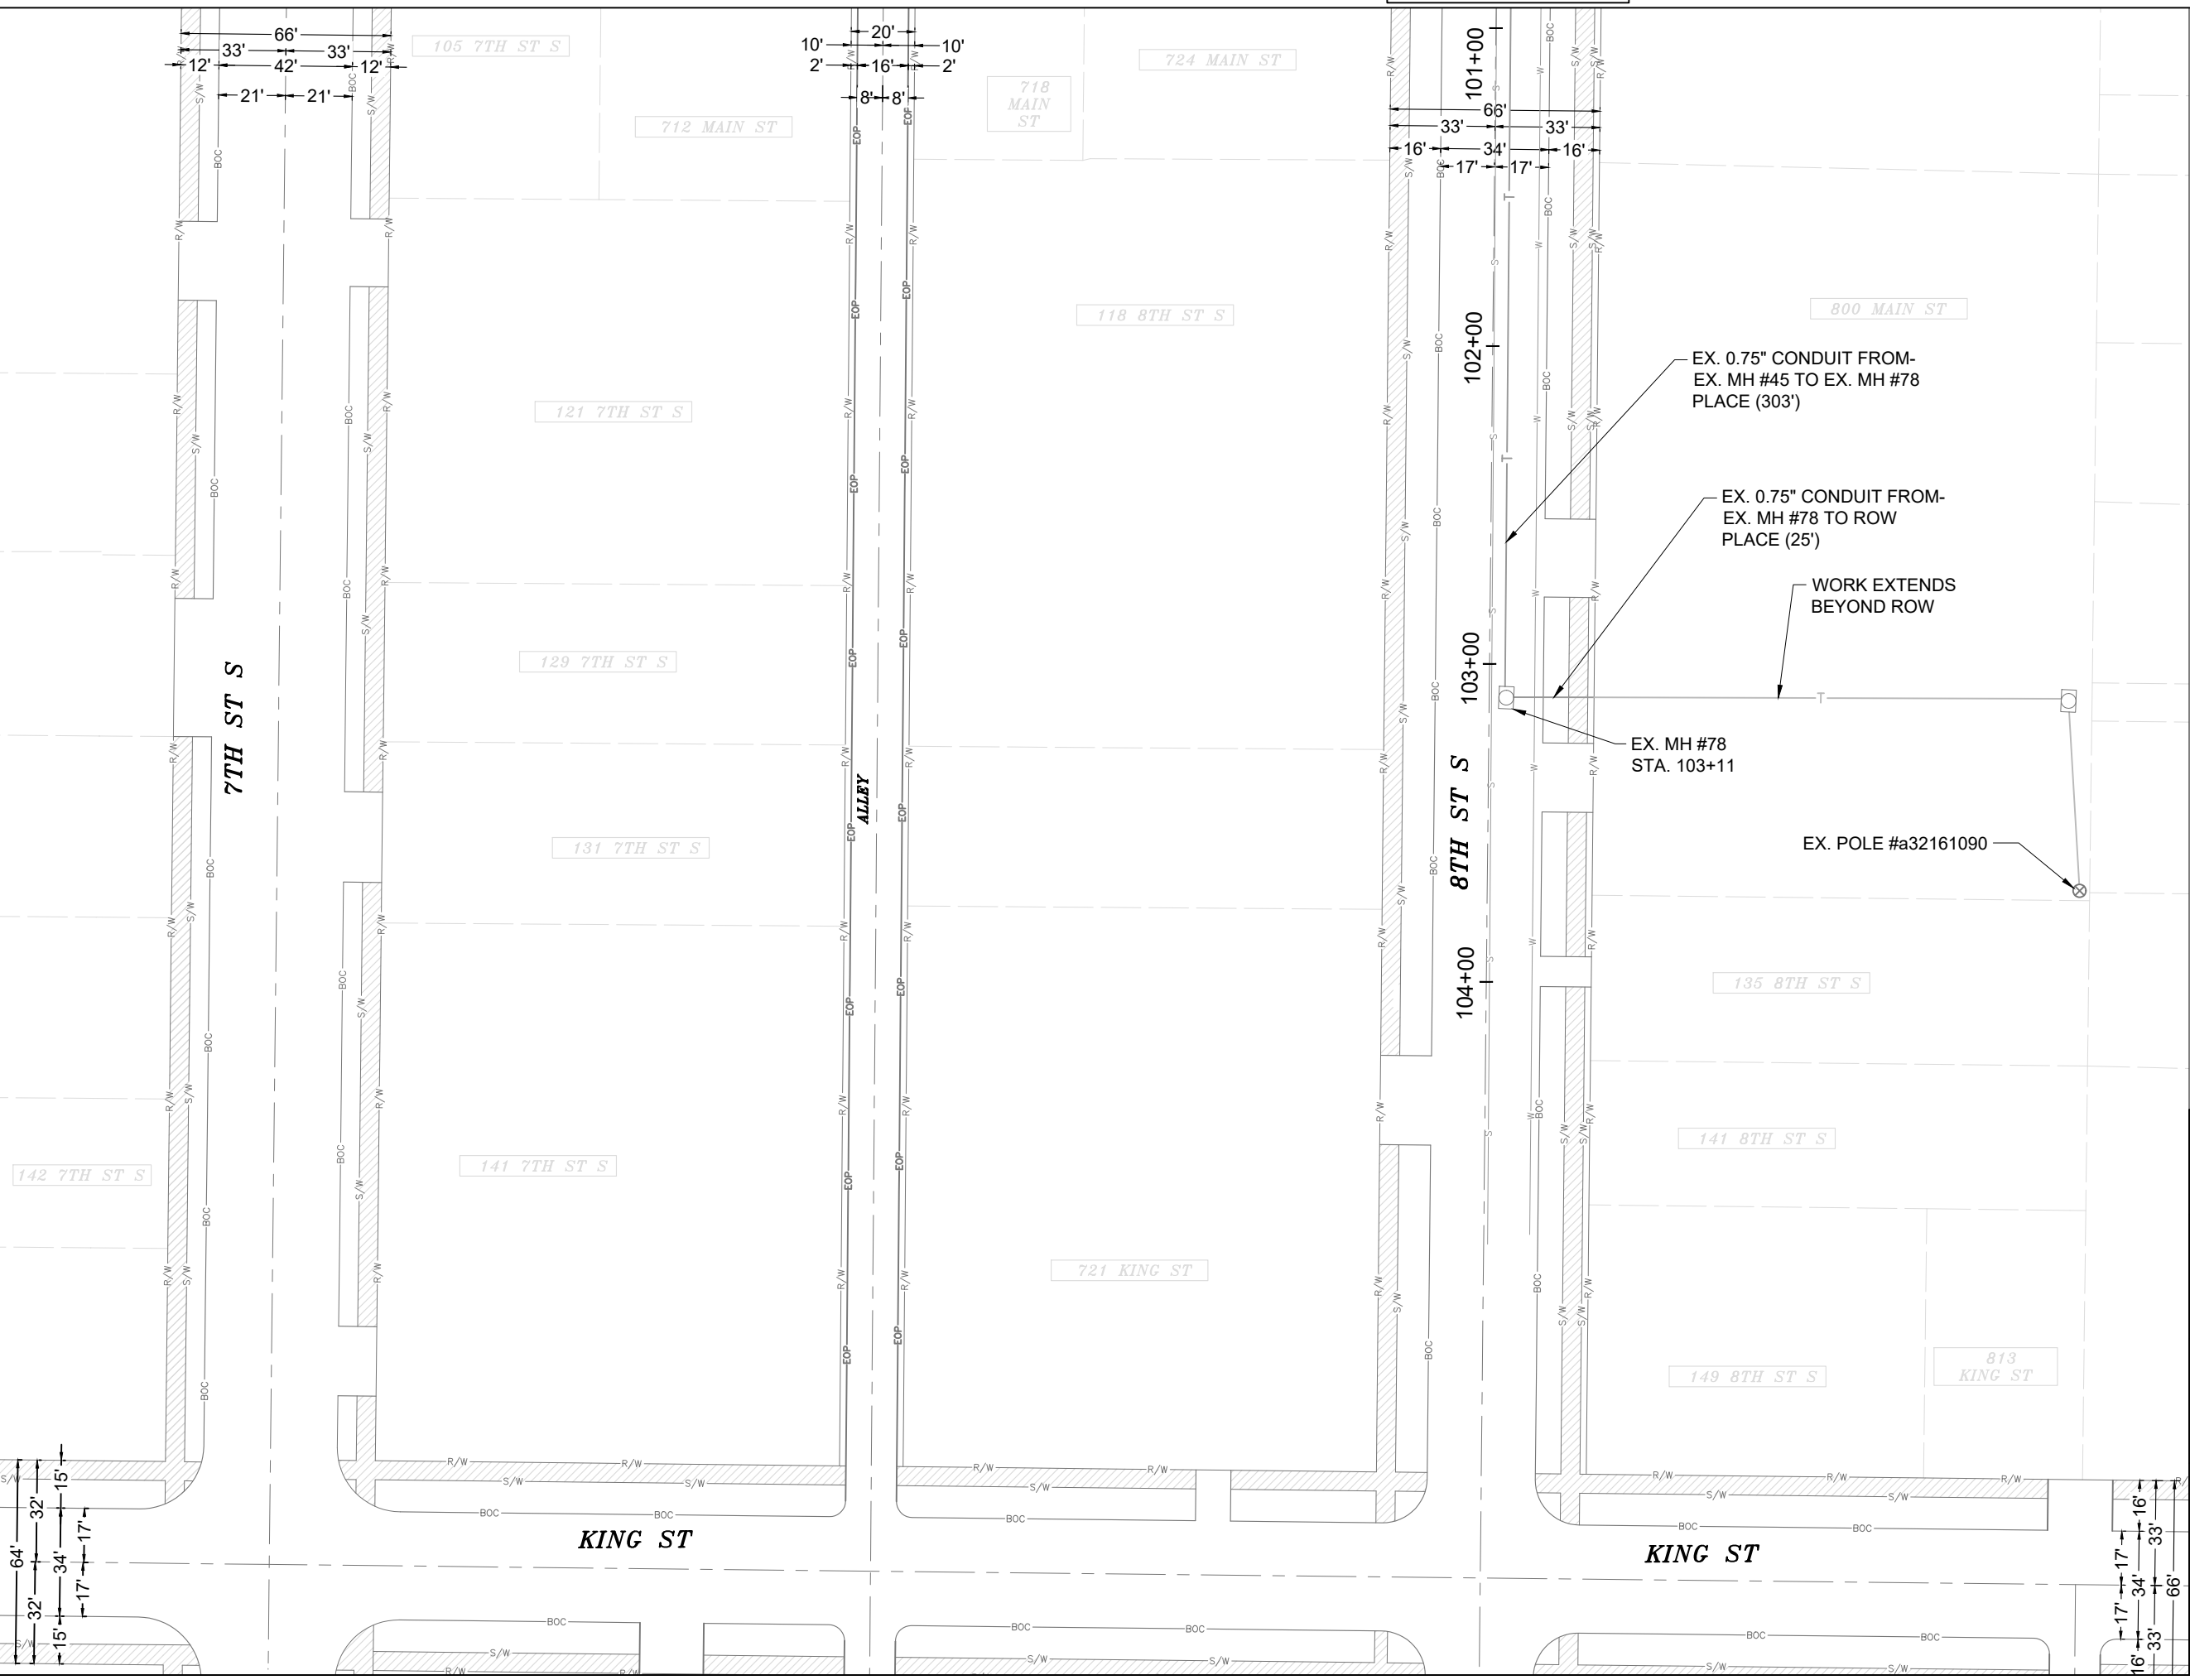 66'
33' 33'
12' 42' 12'
21' 21'
20'
10' 10'
2' 16' 2'
8' 8'
66'
33' 33'
16' 34' 16'
17' 17'
105 7TH ST S
712 MAIN ST
718
MAIN
ST
724 MAIN ST
101+00
102+00
103+00
104+00
118 8TH ST S
800 MAIN ST
121 7TH ST S
129 7TH ST S
131 7TH ST S
141 7TH ST S
142 7TH ST S
721 KING ST
135 8TH ST S
141 8TH ST S
149 8TH ST S
813
KING ST
EX. 0.75" CONDUIT FROM-
EX. MH #45 TO EX. MH #78
PLACE (303')
EX. 0.75" CONDUIT FROM-
EX. MH #78 TO ROW
PLACE (25')
WORK EXTENDS
BEYOND ROW
EX. MH #78
STA. 103+11
EX. POLE #a32161090
7TH ST S
ALLEY
8TH ST S
KING ST
KING ST
R/W
S/W
BOC
EOP
S
W
T
64'
32' 32'
15' 34' 15'
17' 17'
16' 34' 16'
17' 17'
33' 33'
66'